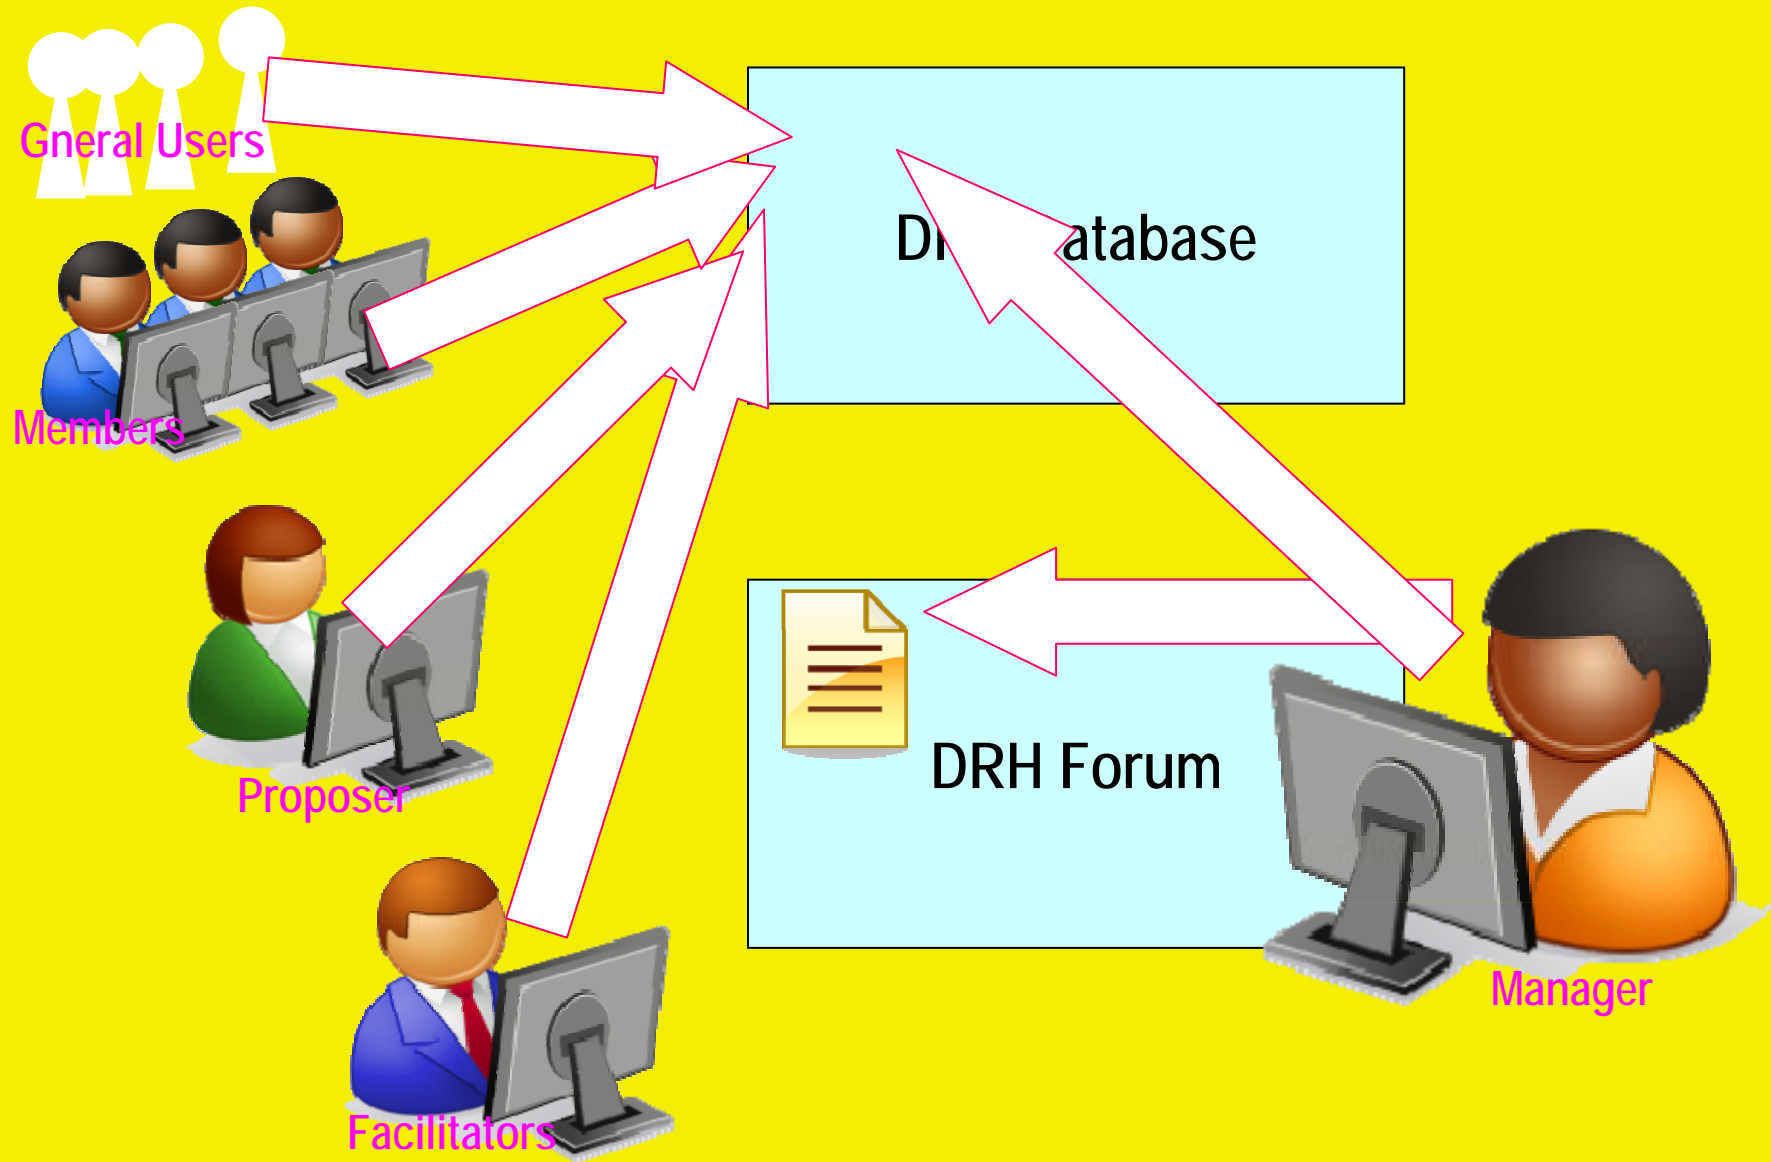 Gneral Users
Members
Proposer
Facilitators
atabase
DRH Forum
Manager